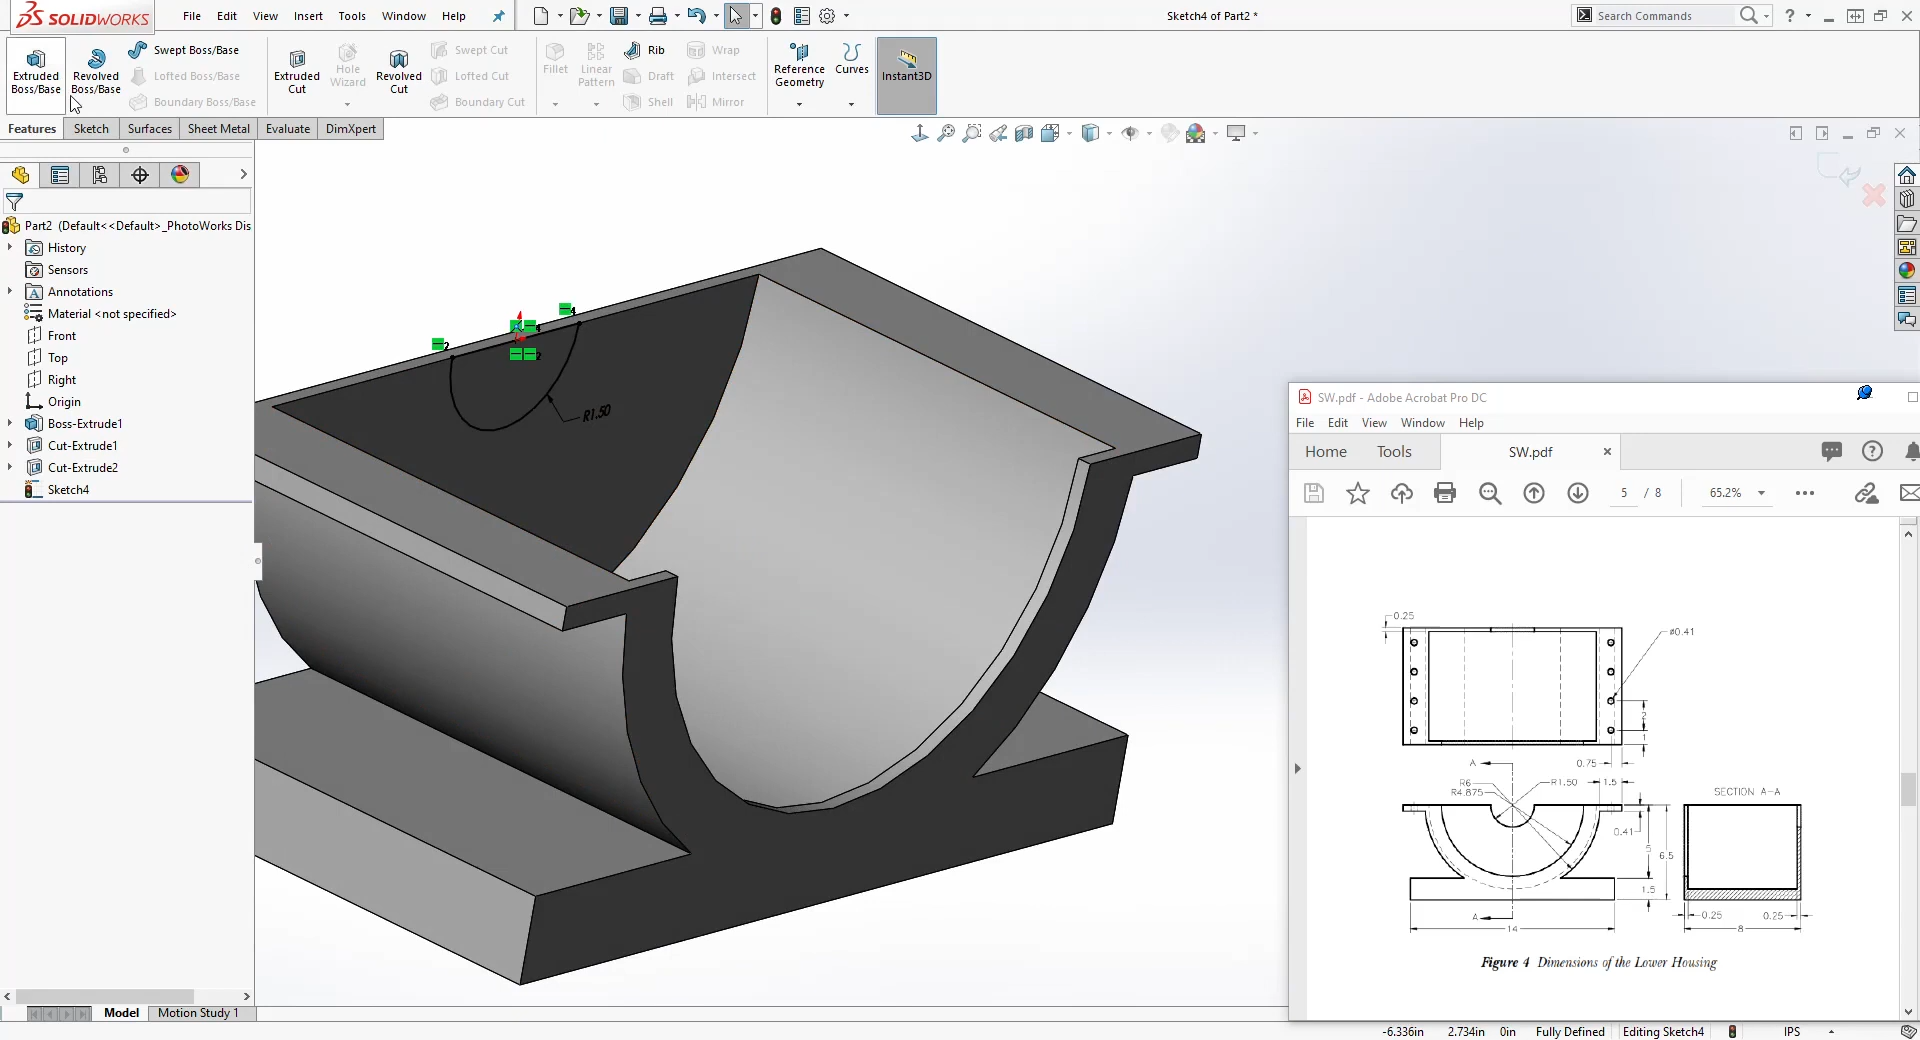 SOLIDWORKS
File Edit View Insert Tools Window Help
Sketch4 of Part2 *
Search Commands
Extruded Boss/Base
Revolved Boss/Base
Swept Boss/Base
Lofted Boss/Base
Boundary Boss/Base
Extruded Cut
Hole Wizard
Revolved Cut
Swept Cut
Lofted Cut
Boundary Cut
Fillet
Linear Pattern
Rib
Draft
Shell
Wrap
Intersect
Mirror
Reference Geometry
Curves
Instant3D
Features Sketch Surfaces Sheet Metal Evaluate DimXpert
Part2 (Default<<Default>_PhotoWorks Dis
History
Sensors
Annotations
Material <not specified>
Front
Top
Right
Origin
Boss-Extrude1
Cut-Extrude1
Cut-Extrude2
Sketch4
4
2
R1.50
SW.pdf - Adobe Acrobat Pro DC
File Edit View Window Help
Home Tools SW.pdf
5 / 8 65.2%
0.25
ø0.41
2
1
0.75
A
R6
R4.875
R1.50
1.5
SECTION A-A
0.41
5
6.5
1.5
A
14
0.25
0.25
8
Figure 4 Dimensions of the Lower Housing
Model Motion Study 1
-6.336in 2.734in 0in Fully Defined Editing Sketch4 IPS